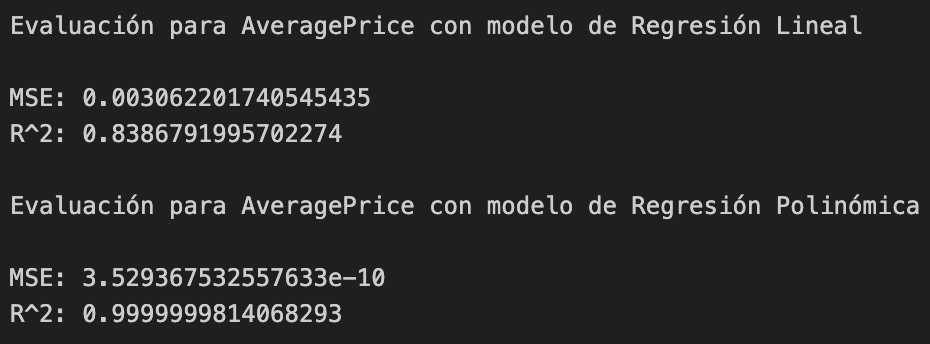 Evaluación para AveragePrice con modelo de Regresión Lineal
MSE: 0.003062201740545435
R^2: 0.8386791995702274
Evaluación para AveragePrice con modelo de Regresión Polinómica
MSE: 3.529367532557633e-10
R^2: 0.9999999814068293